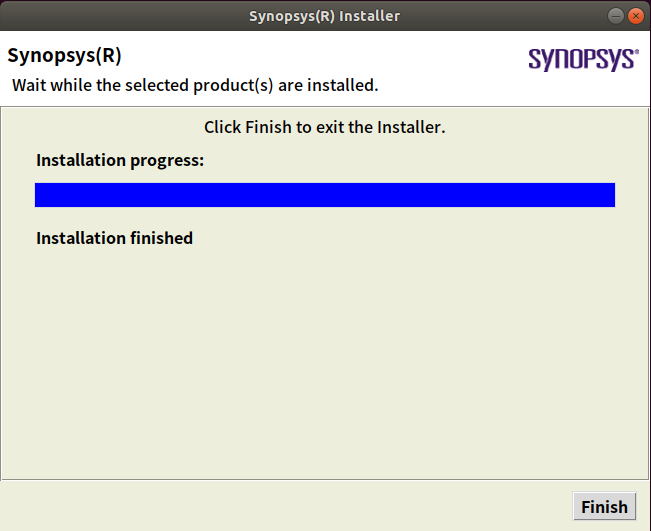 Synopsys(R) Installer
Synopsys(R)
SYNOPSYS®
Wait while the selected product(s) are installed.
Click Finish to exit the Installer.
Installation progress:
Installation finished
Finish